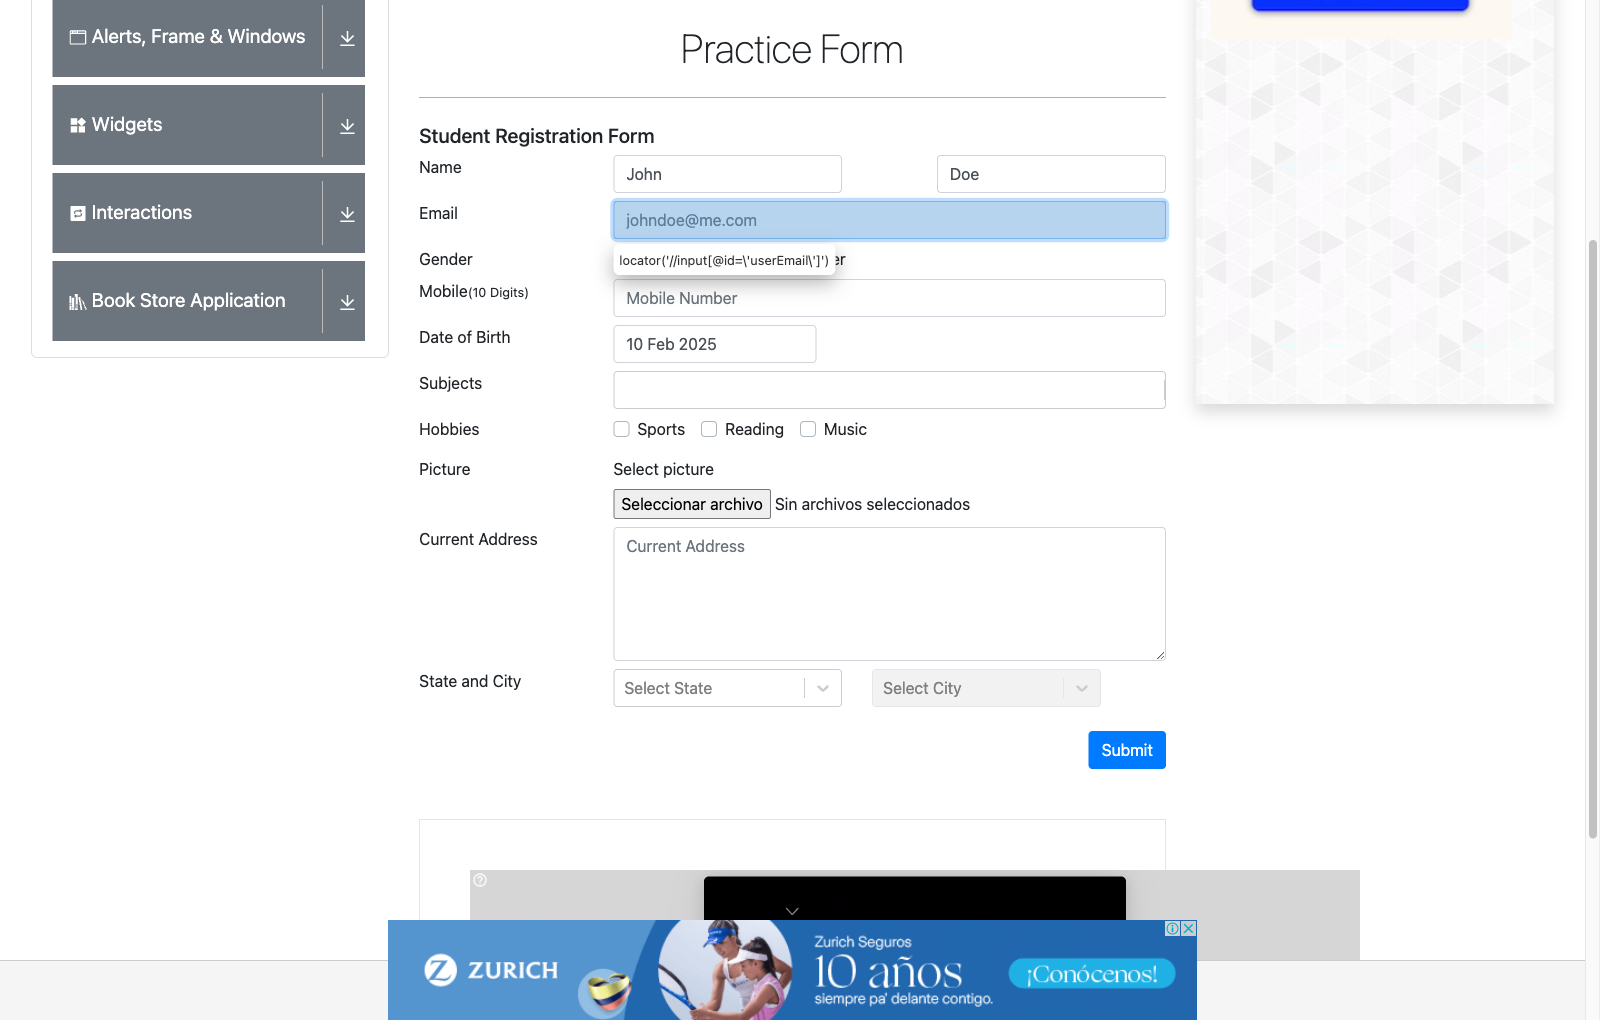 Alerts, Frame & Windows
Widgets
Interactions
Book Store Application
Practice Form
Student Registration Form
Name
John
Doe
Email
johndoe@me.com
Gender
locator('//input[@id=\'userEmail\']')
er
Mobile(10 Digits)
Mobile Number
Date of Birth
10 Feb 2025
Subjects
Hobbies
Sports
Reading
Music
Picture
Select picture
Seleccionar archivo Sin archivos seleccionados
Current Address
Current Address
State and City
Select State
Select City
Submit
ZURICH
Zurich Seguros
10 años
siempre pa' delante contigo.
¡Conócenos!